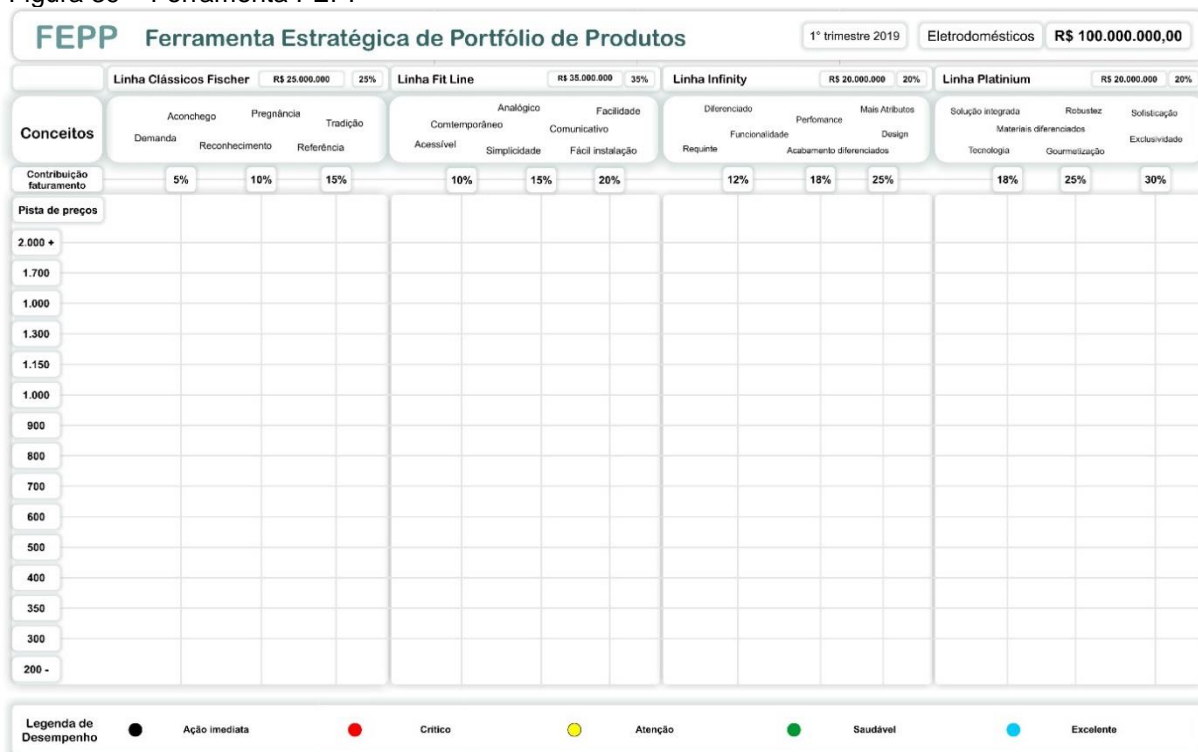 FEPP Ferramenta Estratégica de Portfólio de Produtos 1° trimestre 2019 Eletrodomésticos R$ 100.000.000,00
Linha Clássicos Fischer R$ 25.000.000 25% Linha Fit Line R$ 35.000.000 35% Linha Infinity R$ 20.000.000 20% Linha Platinium R$ 20.000.000 20%
Conceitos
Aconchego Pregnância Tradição
Demanda Reconhecimento Referência
Analógico Facilidade
Comtemporâneo Comunicativo
Acessível Simplicidade Fácil instalação
Diferenciado Perfomance Mais Atributos
Funcionalidade Design
Requinte Acabamento diferenciados
Solução integrada Robustez Sofisticação
Materiais diferenciados Exclusividade
Tecnologia Gourmetização
Contribuição
faturamento
5% 10% 15% 10% 15% 20% 12% 18% 25% 18% 25% 30%
Pista de preços
2.000 +
1.700
1.000
1.300
1.150
1.000
900
800
700
600
500
400
350
300
200 -
Legenda de
Desempenho
Ação imediata Crítico Atenção Saudável Excelente